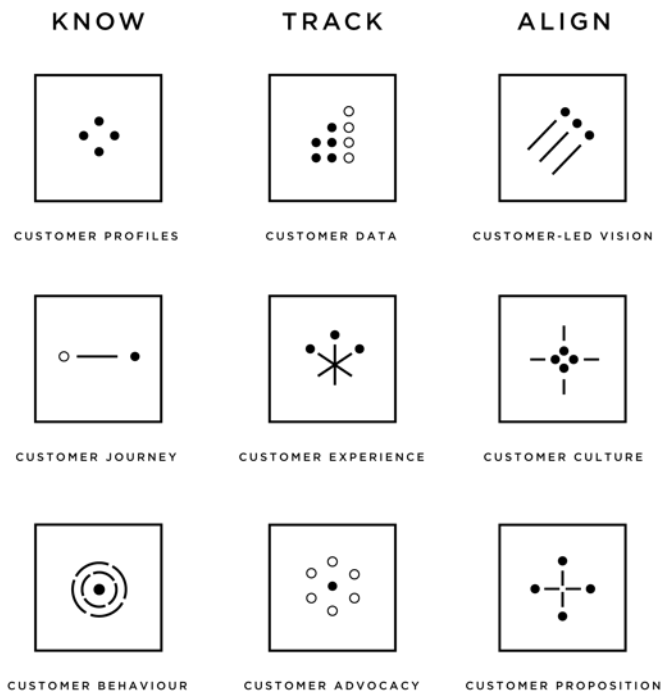 KNOW TRACK ALIGN
CUSTOMER PROFILES CUSTOMER DATA CUSTOMER-LED VISION
CUSTOMER JOURNEY CUSTOMER EXPERIENCE CUSTOMER CULTURE
CUSTOMER BEHAVIOUR CUSTOMER ADVOCACY CUSTOMER PROPOSITION